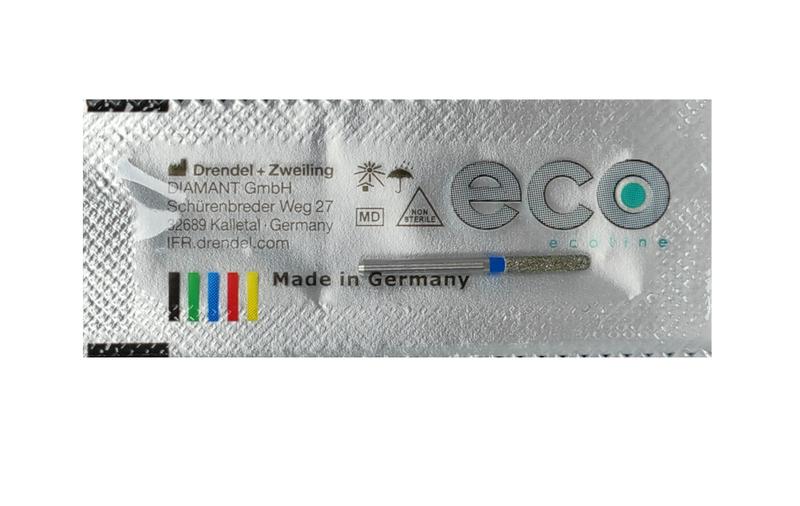 Drendel + Zweiling
DIAMANT GmbH
Schürenbreder Weg 27
32689 Kalletal · Germany
IFR.drendel.com
MD
NON
STERILE
eco
ecoline
Made in Germany